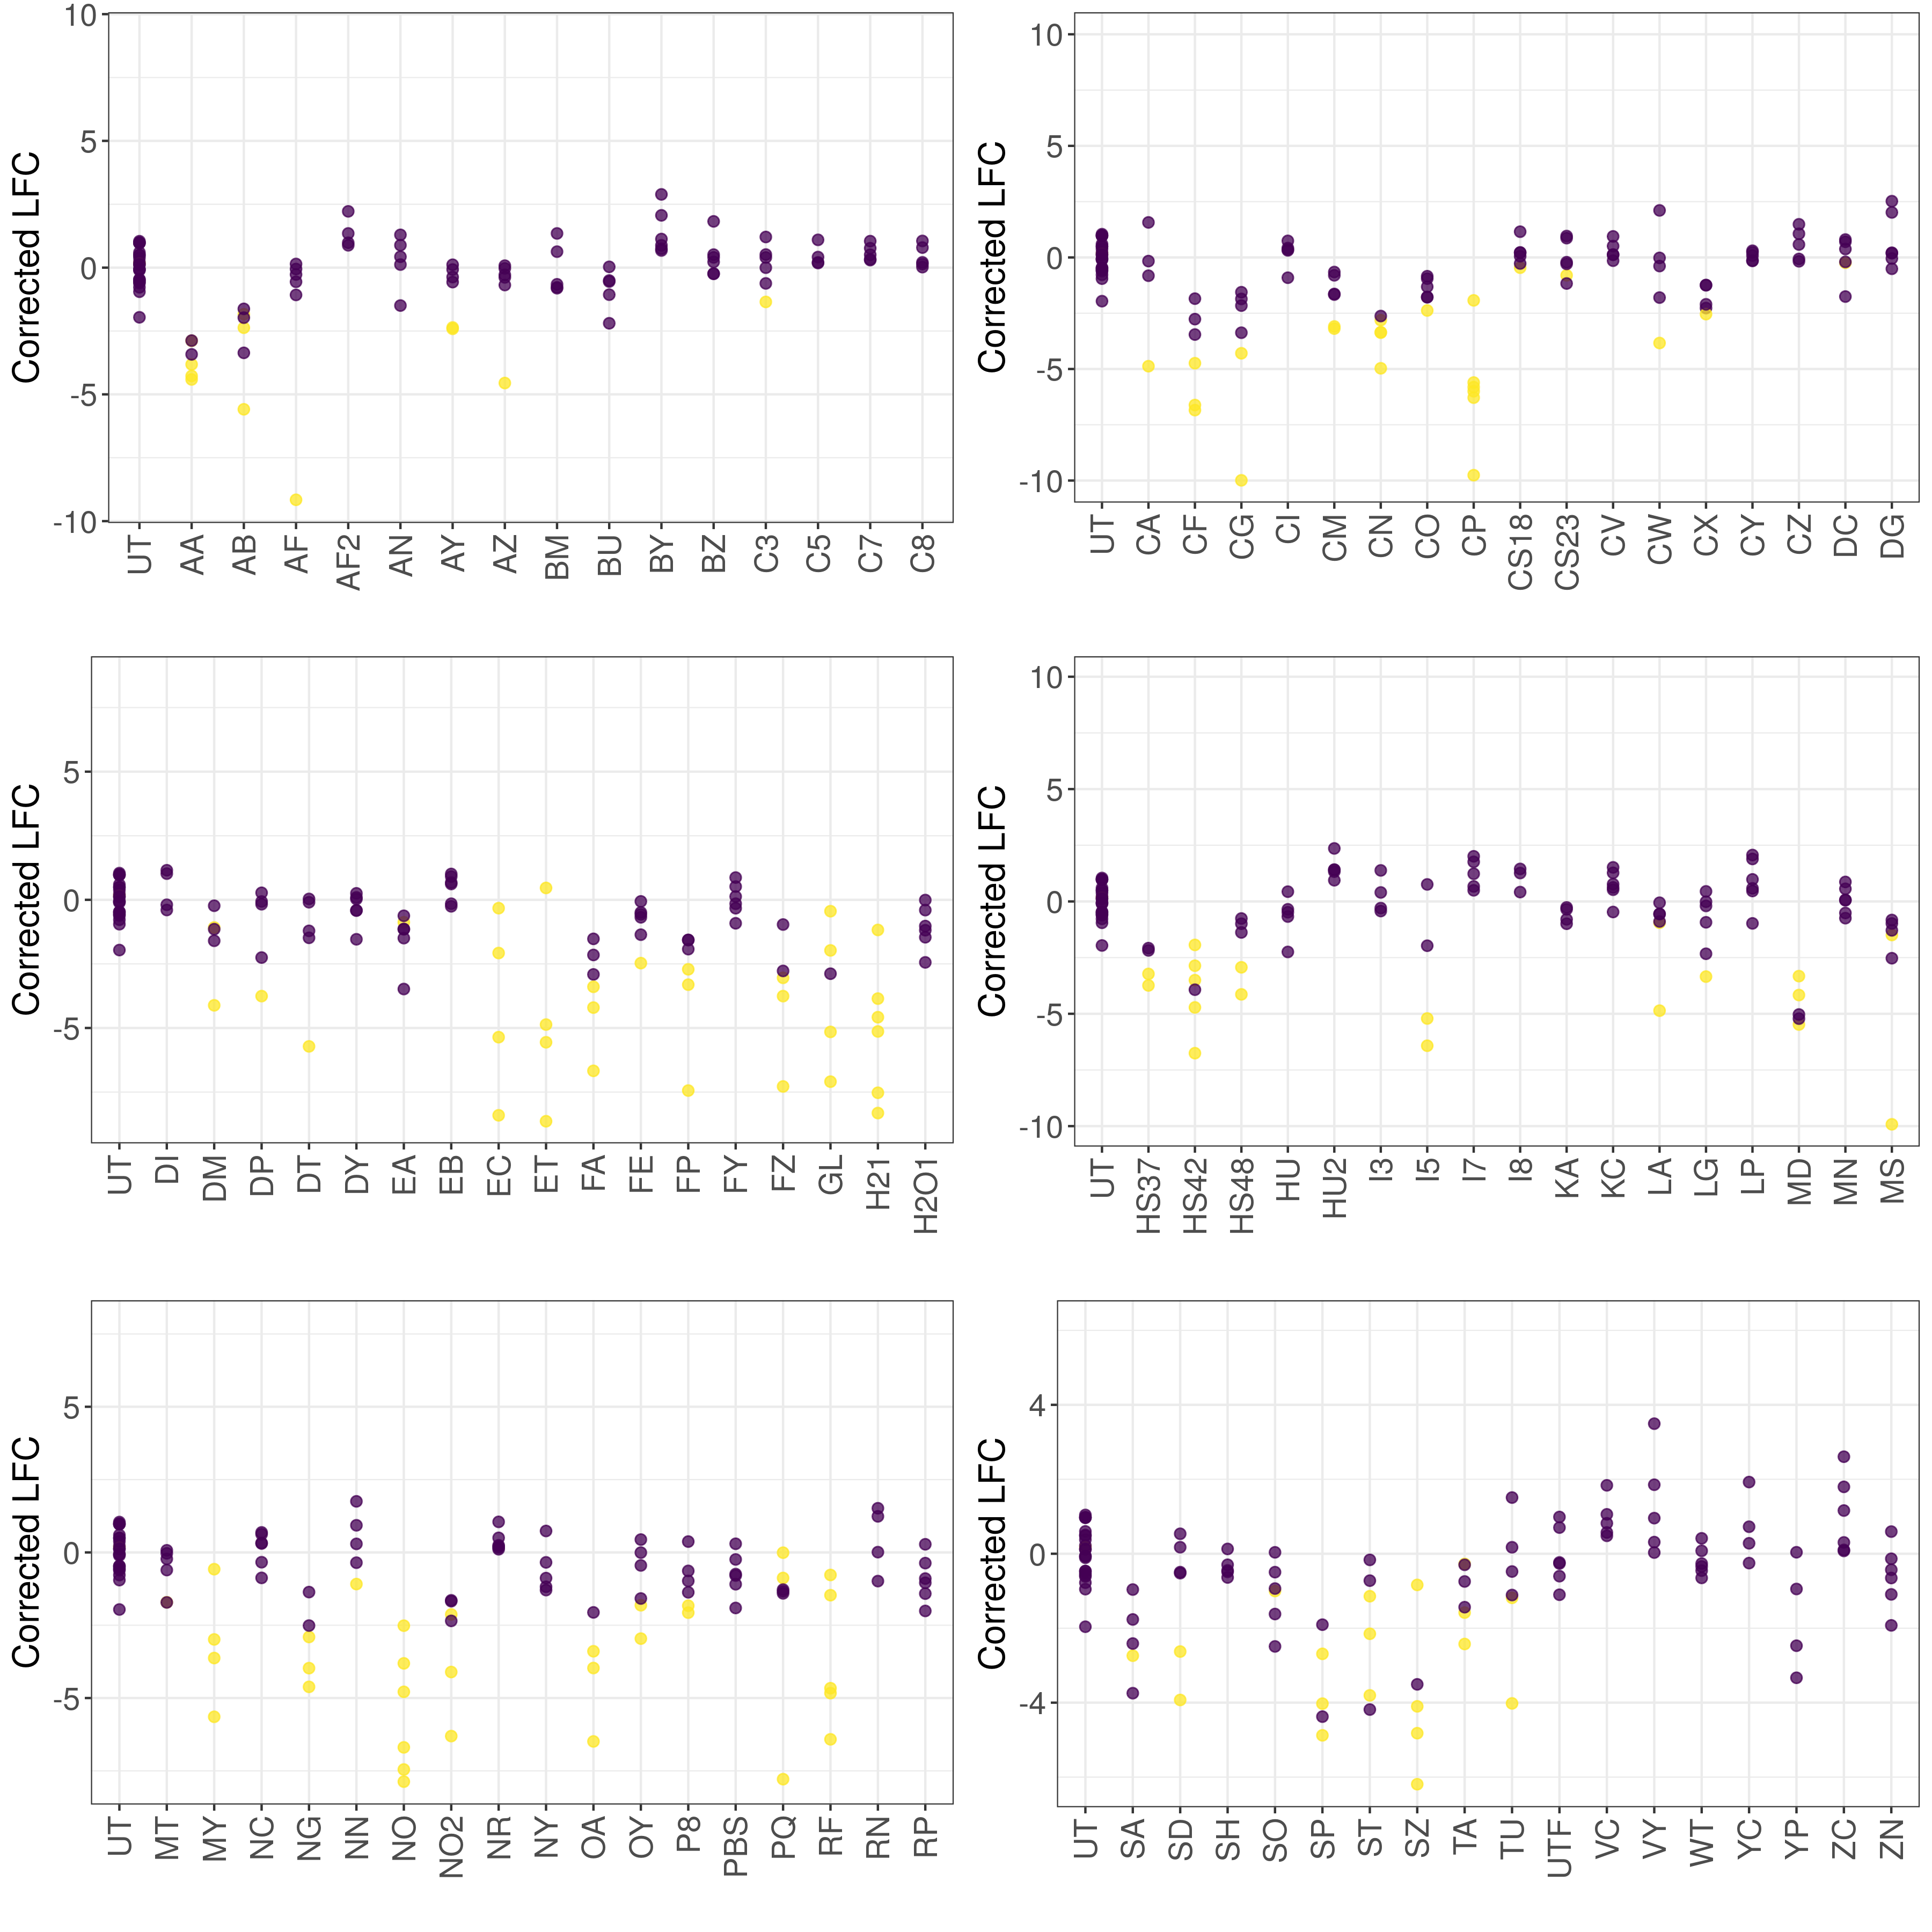 Corrected LFC
10
5
0
-5
-10
UT AA AB AF AF2 AN AY AZ BM BU BY BZ C3 C5 C7 C8
Corrected LFC
10
5
0
-5
-10
UT CA CF CG CI CM CN CO CP CS18 CS23 CV CW CX CY CZ DC DG
Corrected LFC
5
0
-5
UT DI DM DP DT DY EA EB EC ET FA FE FP FY FZ GL H21 H2O1
Corrected LFC
10
5
0
-5
-10
UT HS37 HS42 HS48 HU HU2 I3 I5 I7 I8 KA KC LA LG LP MD MN MS
Corrected LFC
5
0
-5
UT MT MY NC NG NN NO NO2 NR NY OA OY P8 PBS PQ RF RN RP
Corrected LFC
4
0
-4
UT SA SD SH SO SP ST SZ TA TU UTF VC VY WT YC YP ZC ZN